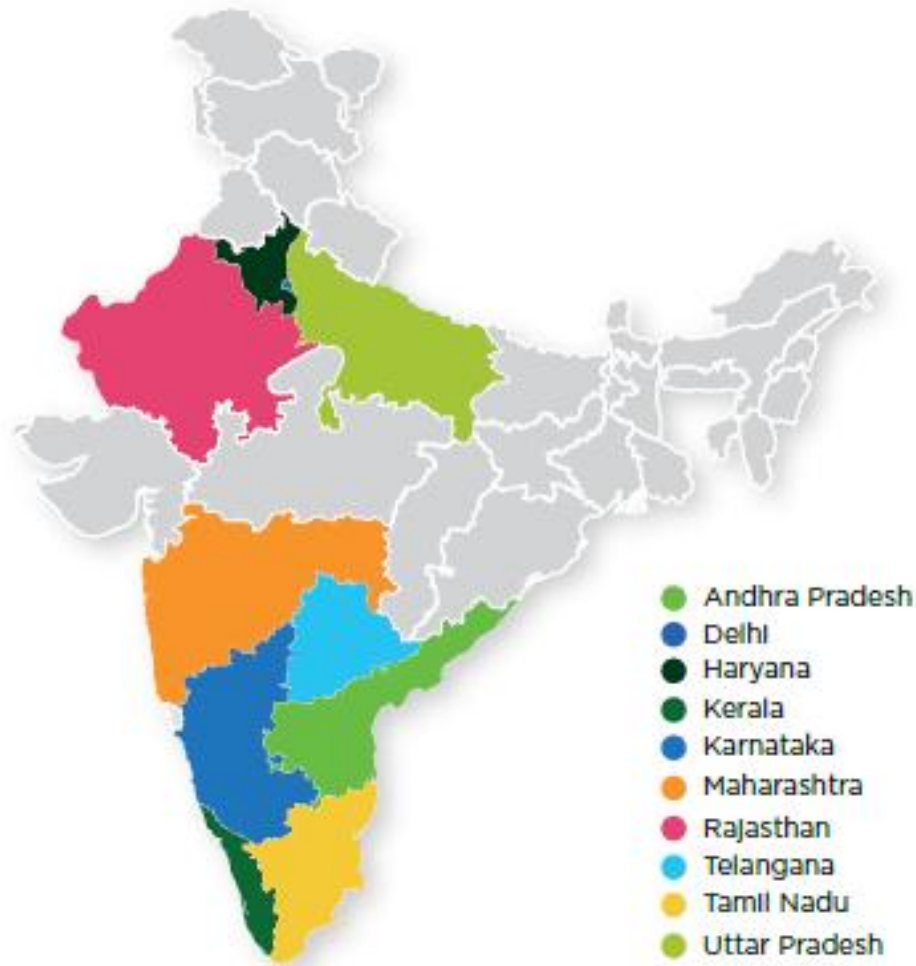 Andhra Pradesh
Delhi
Haryana
Kerala
Karnataka
Maharashtra
Rajasthan
Telangana
Tamil Nadu
Uttar Pradesh